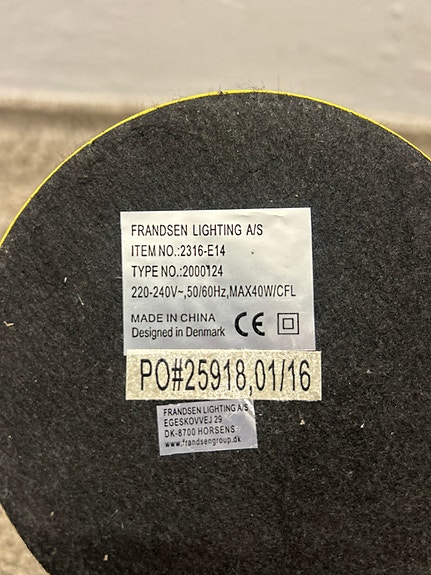 FRANDSEN LIGHTING A/S
ITEM NO.:2316-E14
TYPE NO.:2000124
220-240V~,50/60Hz,MAX40W/CFL
MADE IN CHINA
Designed in Denmark CE
PO#25918,01/16
FRANDSEN LIGHTING A/S
EGESKOVVEJ 29
DK-8700 HORSENS
www.frandsengroup.dk